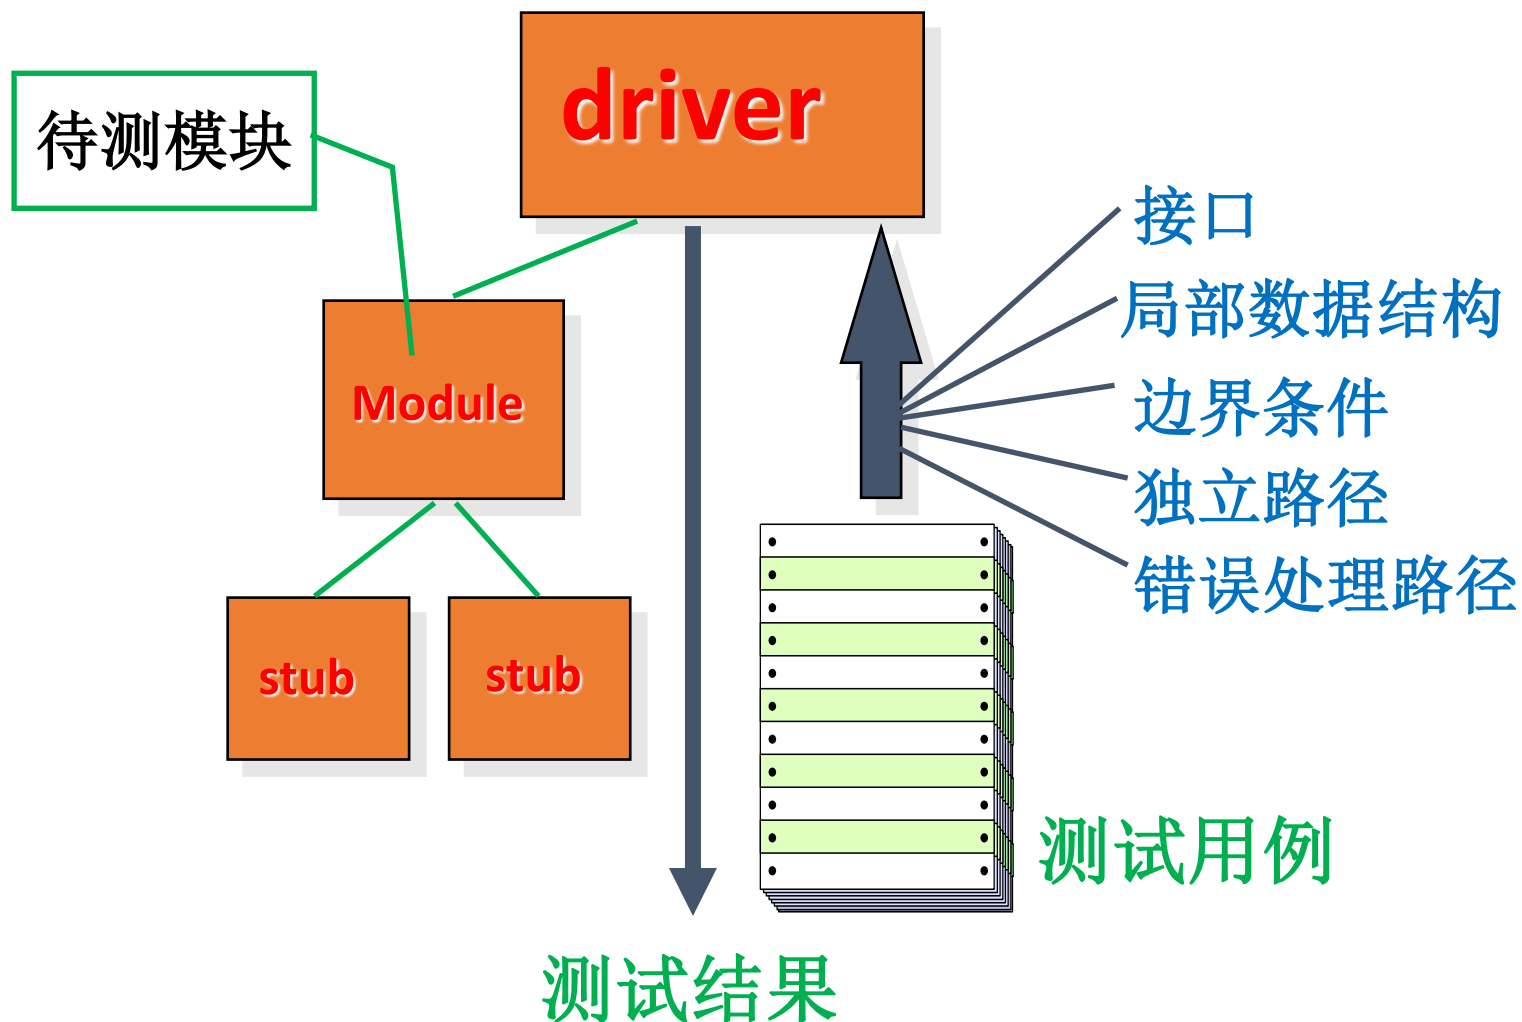 driver
待测模块
接口
局部数据结构
Module
边界条件
独立路径
错误处理路径
stub
stub
测试用例
测试结果